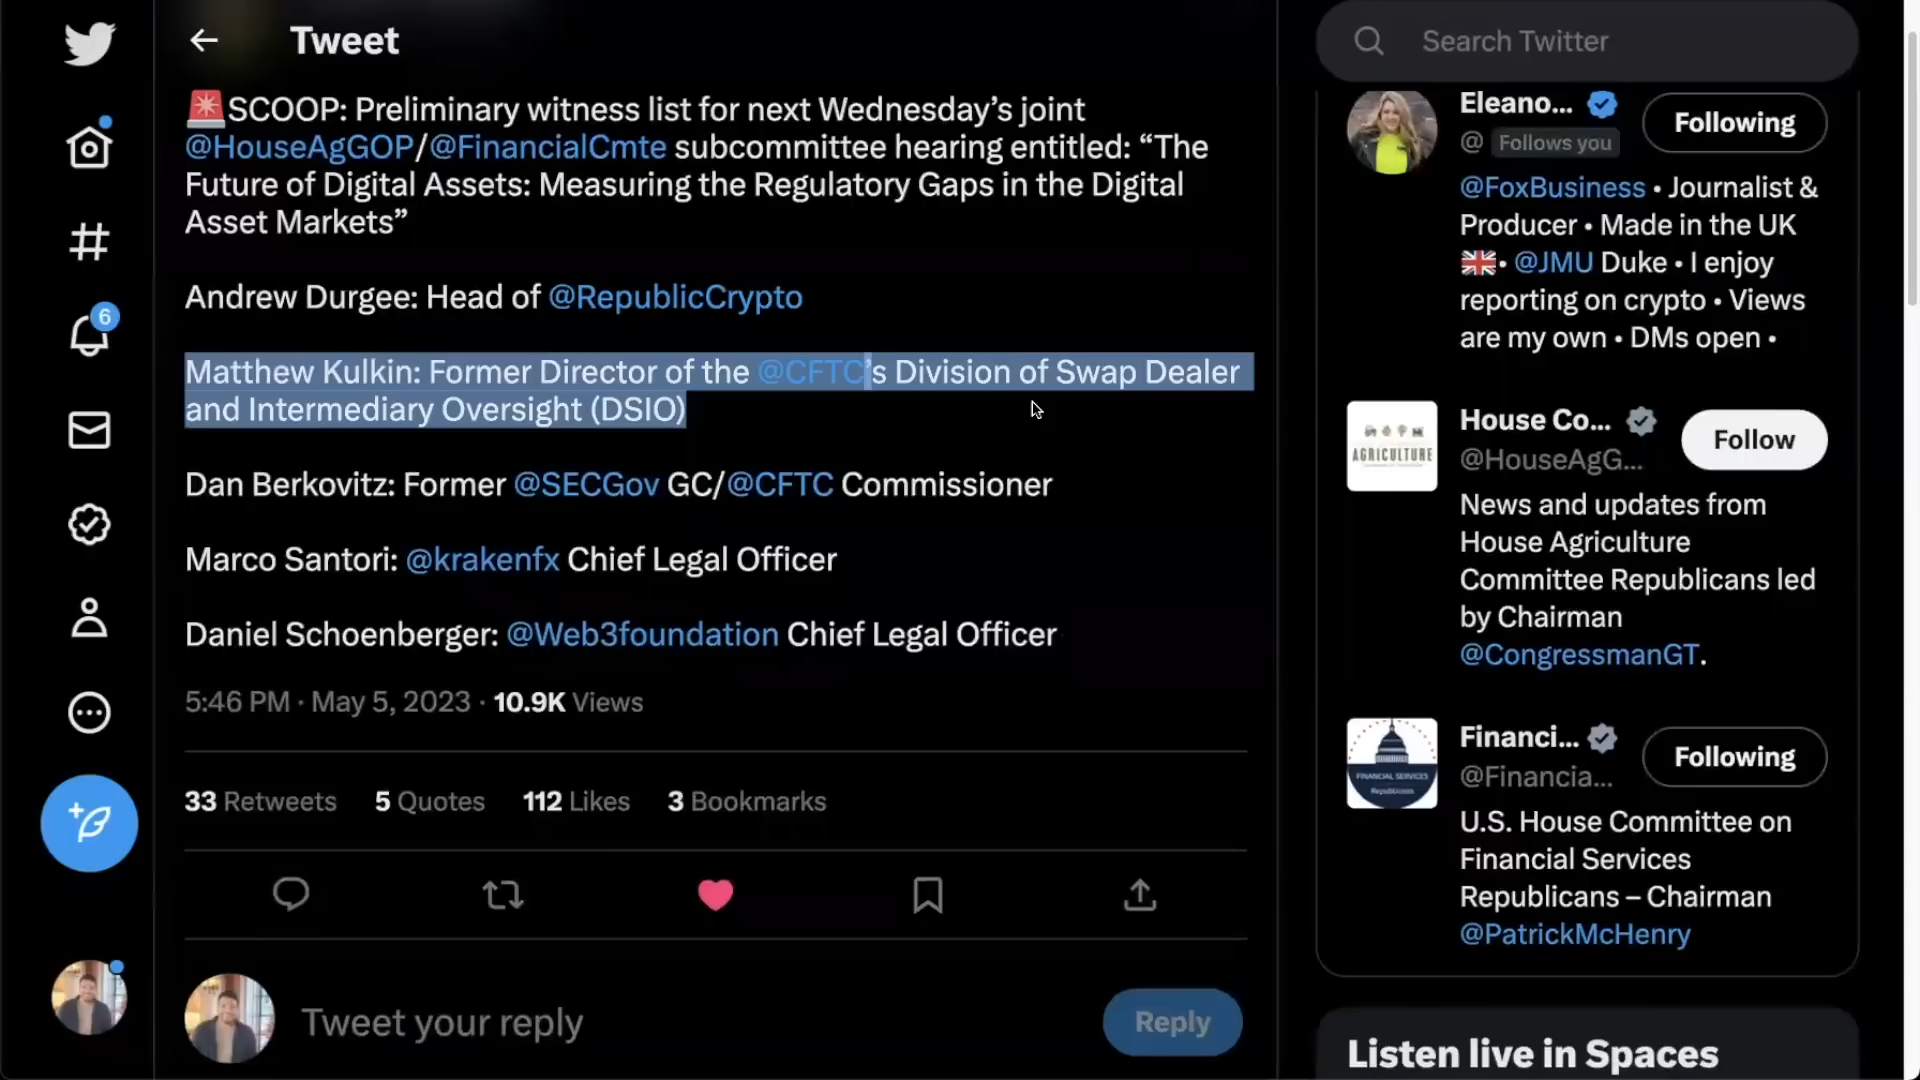 Tweet
🚨SCOOP: Preliminary witness list for next Wednesday’s joint
@HouseAgGOP/@FinancialCmte subcommittee hearing entitled: “The
Future of Digital Assets: Measuring the Regulatory Gaps in the Digital
Asset Markets”
Andrew Durgee: Head of @RepublicCrypto
Matthew Kulkin: Former Director of the @CFTC’s Division of Swap Dealer
and Intermediary Oversight (DSIO)
Dan Berkovitz: Former @SECGov GC/@CFTC Commissioner
Marco Santori: @krakenfx Chief Legal Officer
Daniel Schoenberger: @Web3foundation Chief Legal Officer
5:46 PM · May 5, 2023 · 10.9K Views
33 Retweets 5 Quotes 112 Likes 3 Bookmarks
Tweet your reply
Reply
6
Search Twitter
Eleano...
Following
@ Follows you
@FoxBusiness • Journalist &
Producer • Made in the UK
🇬🇧• @JMU Duke • I enjoy
reporting on crypto • Views
are my own • DMs open •
AGRICULTURE
House Co...
Follow
@HouseAgG...
News and updates from
House Agriculture
Committee Republicans led
by Chairman
@CongressmanGT.
FINANCIAL SERVICES
Republicans
Financi...
Following
@Financia...
U.S. House Committee on
Financial Services
Republicans – Chairman
@PatrickMcHenry
Listen live in Spaces